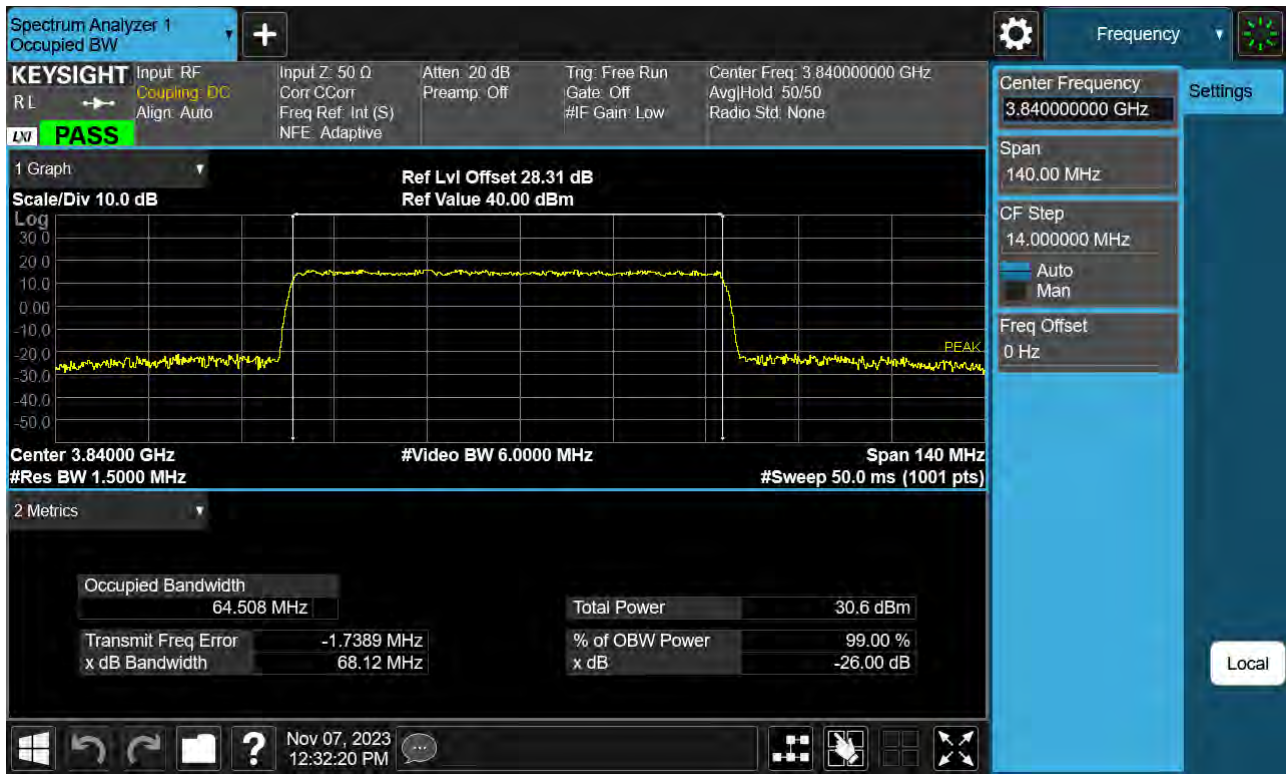 Spectrum Analyzer 1
Occupied BW
Frequency
KEYSIGHT
RL
LXI
PASS
Input: RF
Coupling: DC
Align: Auto
Input Z: 50 Ω
Corr CCorr
Freq Ref: Int (S)
NFE: Adaptive
Atten: 20 dB
Preamp: Off
Trig: Free Run
Gate: Off
#IF Gain: Low
Center Freq: 3.840000000 GHz
Avg|Hold: 50/50
Radio Std: None
Center Frequency
3.840000000 GHz
Settings
Span
140.00 MHz
CF Step
14.000000 MHz
Auto
Man
Freq Offset
0 Hz
1 Graph
Scale/Div 10.0 dB
Ref Lvl Offset 28.31 dB
Ref Value 40.00 dBm
Log
30.0
20.0
10.0
0.00
-10.0
-20.0
-30.0
-40.0
-50.0
PEAK
Center 3.84000 GHz
#Video BW 6.0000 MHz
Span 140 MHz
#Res BW 1.5000 MHz
#Sweep 50.0 ms (1001 pts)
2 Metrics
Occupied Bandwidth
64.508 MHz
Total Power 30.6 dBm
Transmit Freq Error -1.7389 MHz
% of OBW Power 99.00 %
x dB Bandwidth 68.12 MHz
x dB -26.00 dB
Local
?
Nov 07, 2023
12:32:20 PM